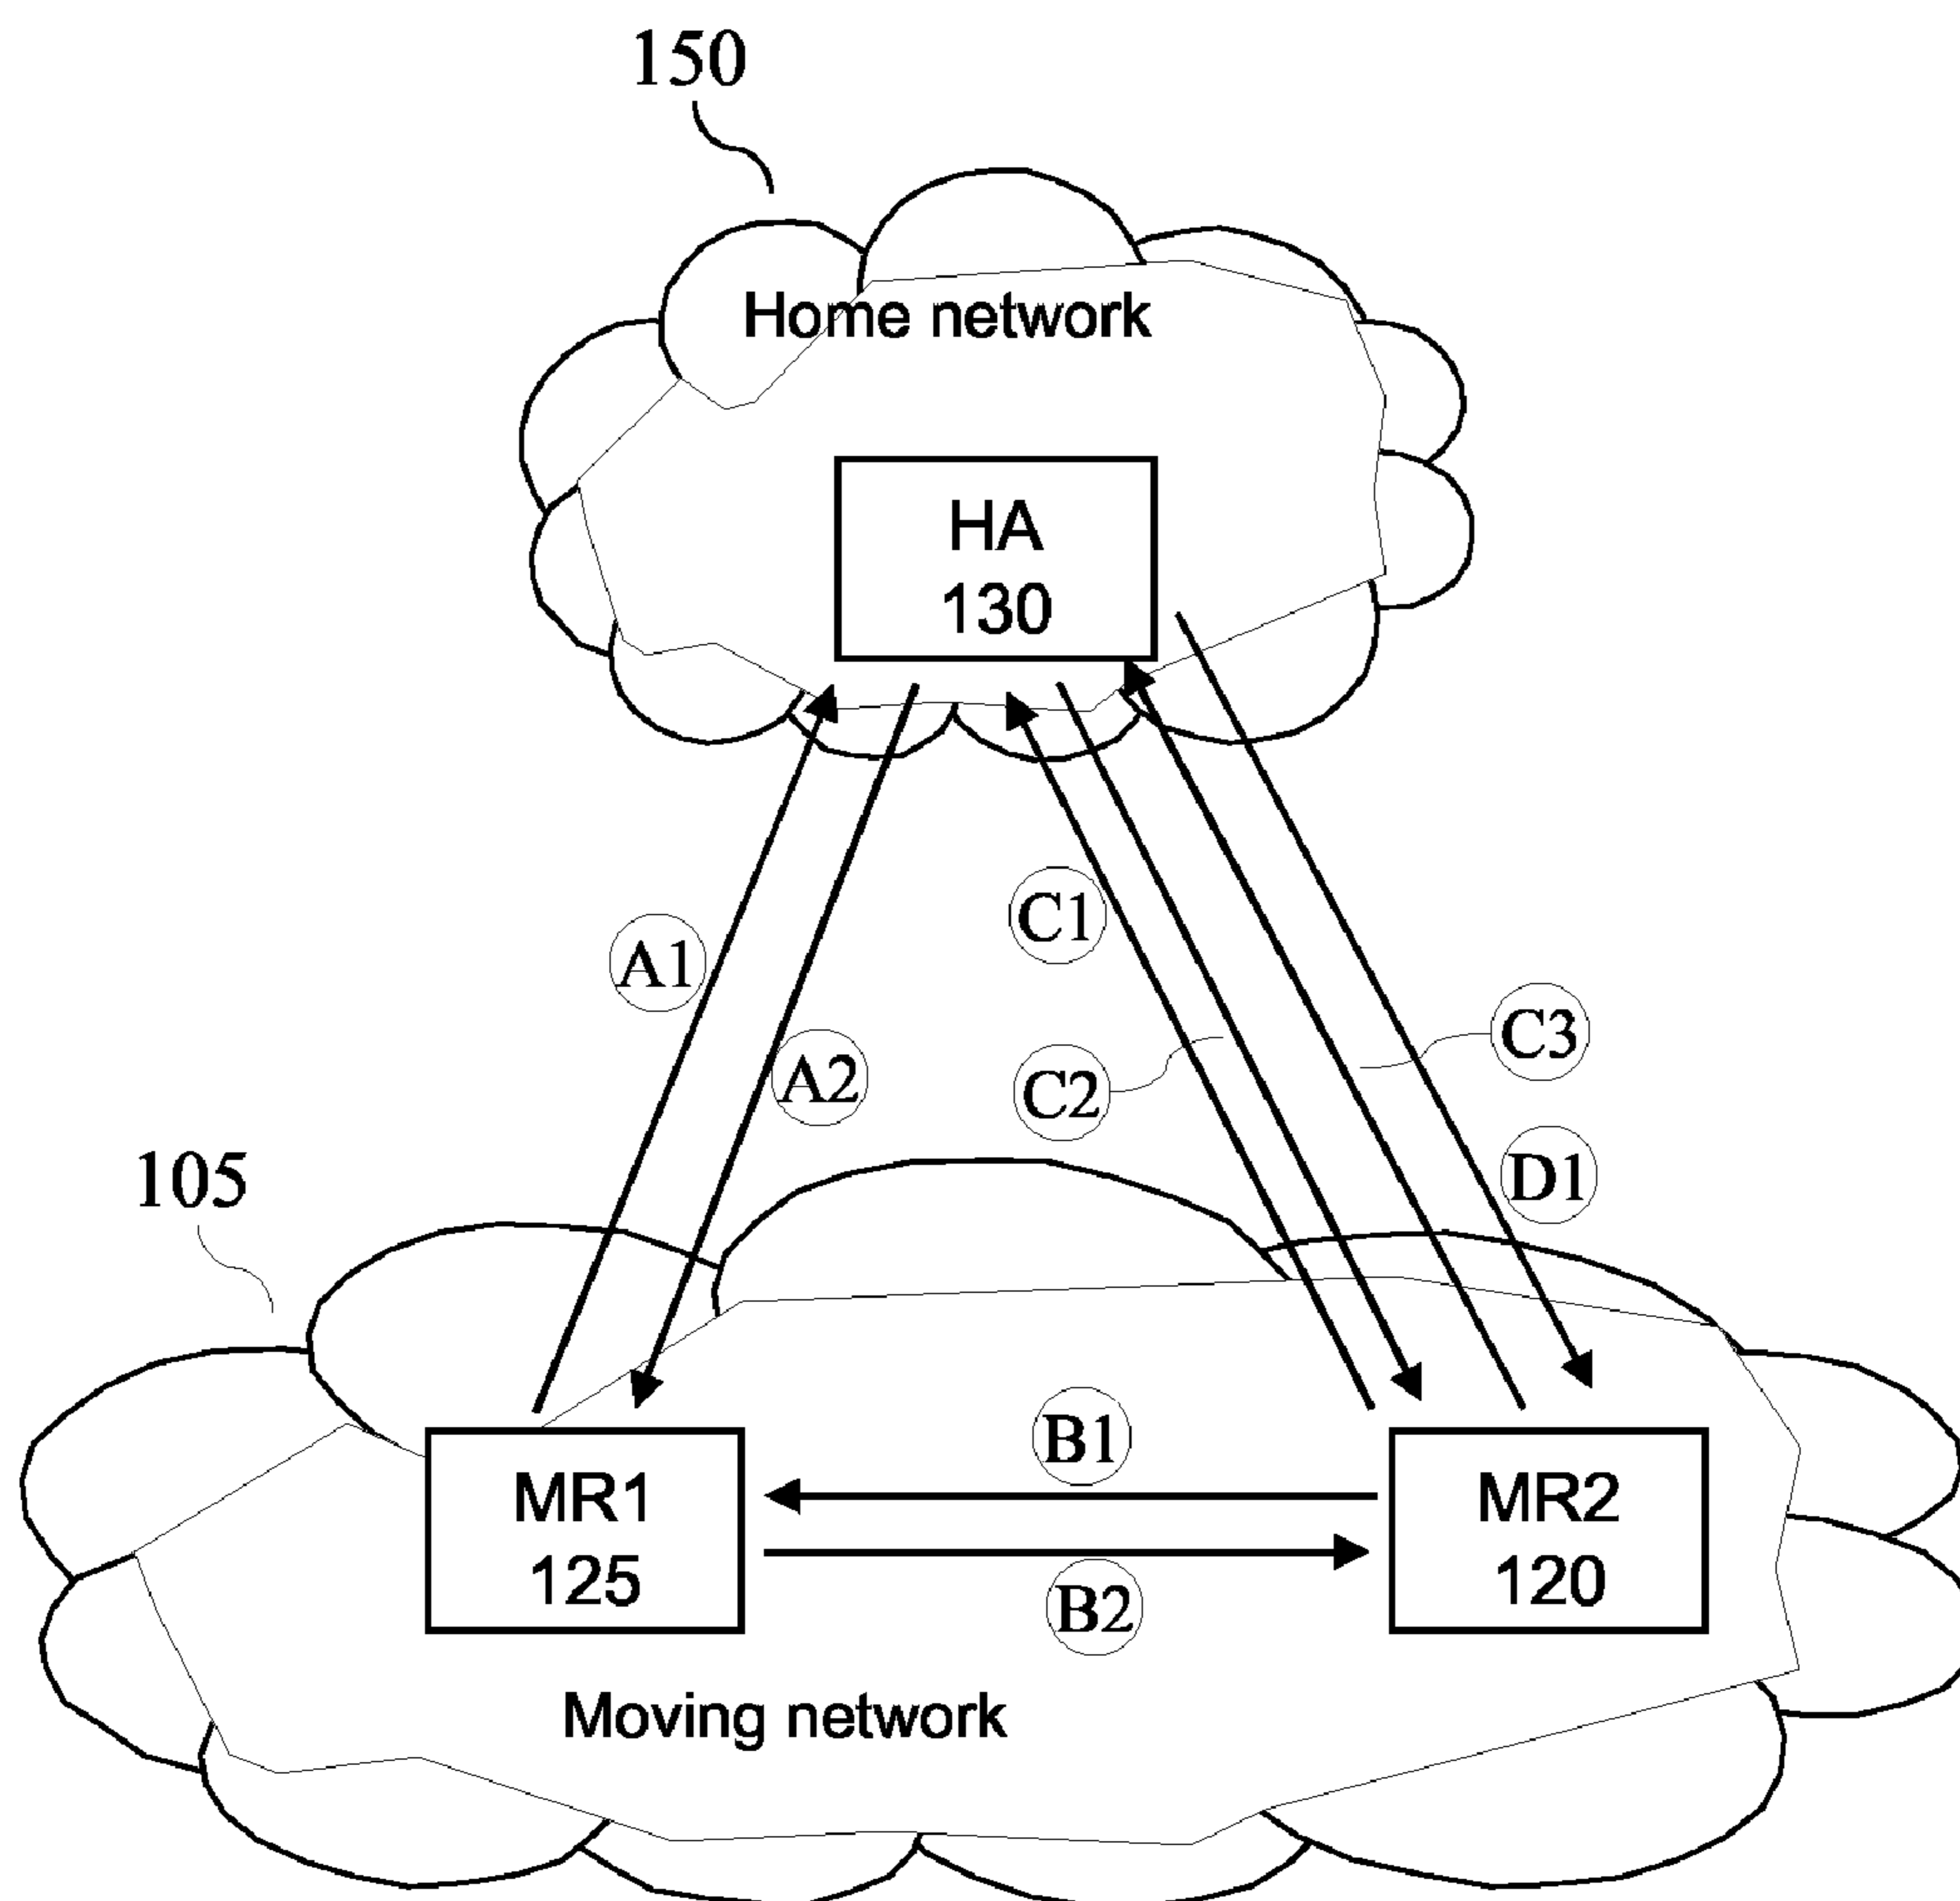 150
Home network
HA
130
A1
C1
A2
C2
C3
D1
105
B1
MR1
125
MR2
120
B2
Moving network